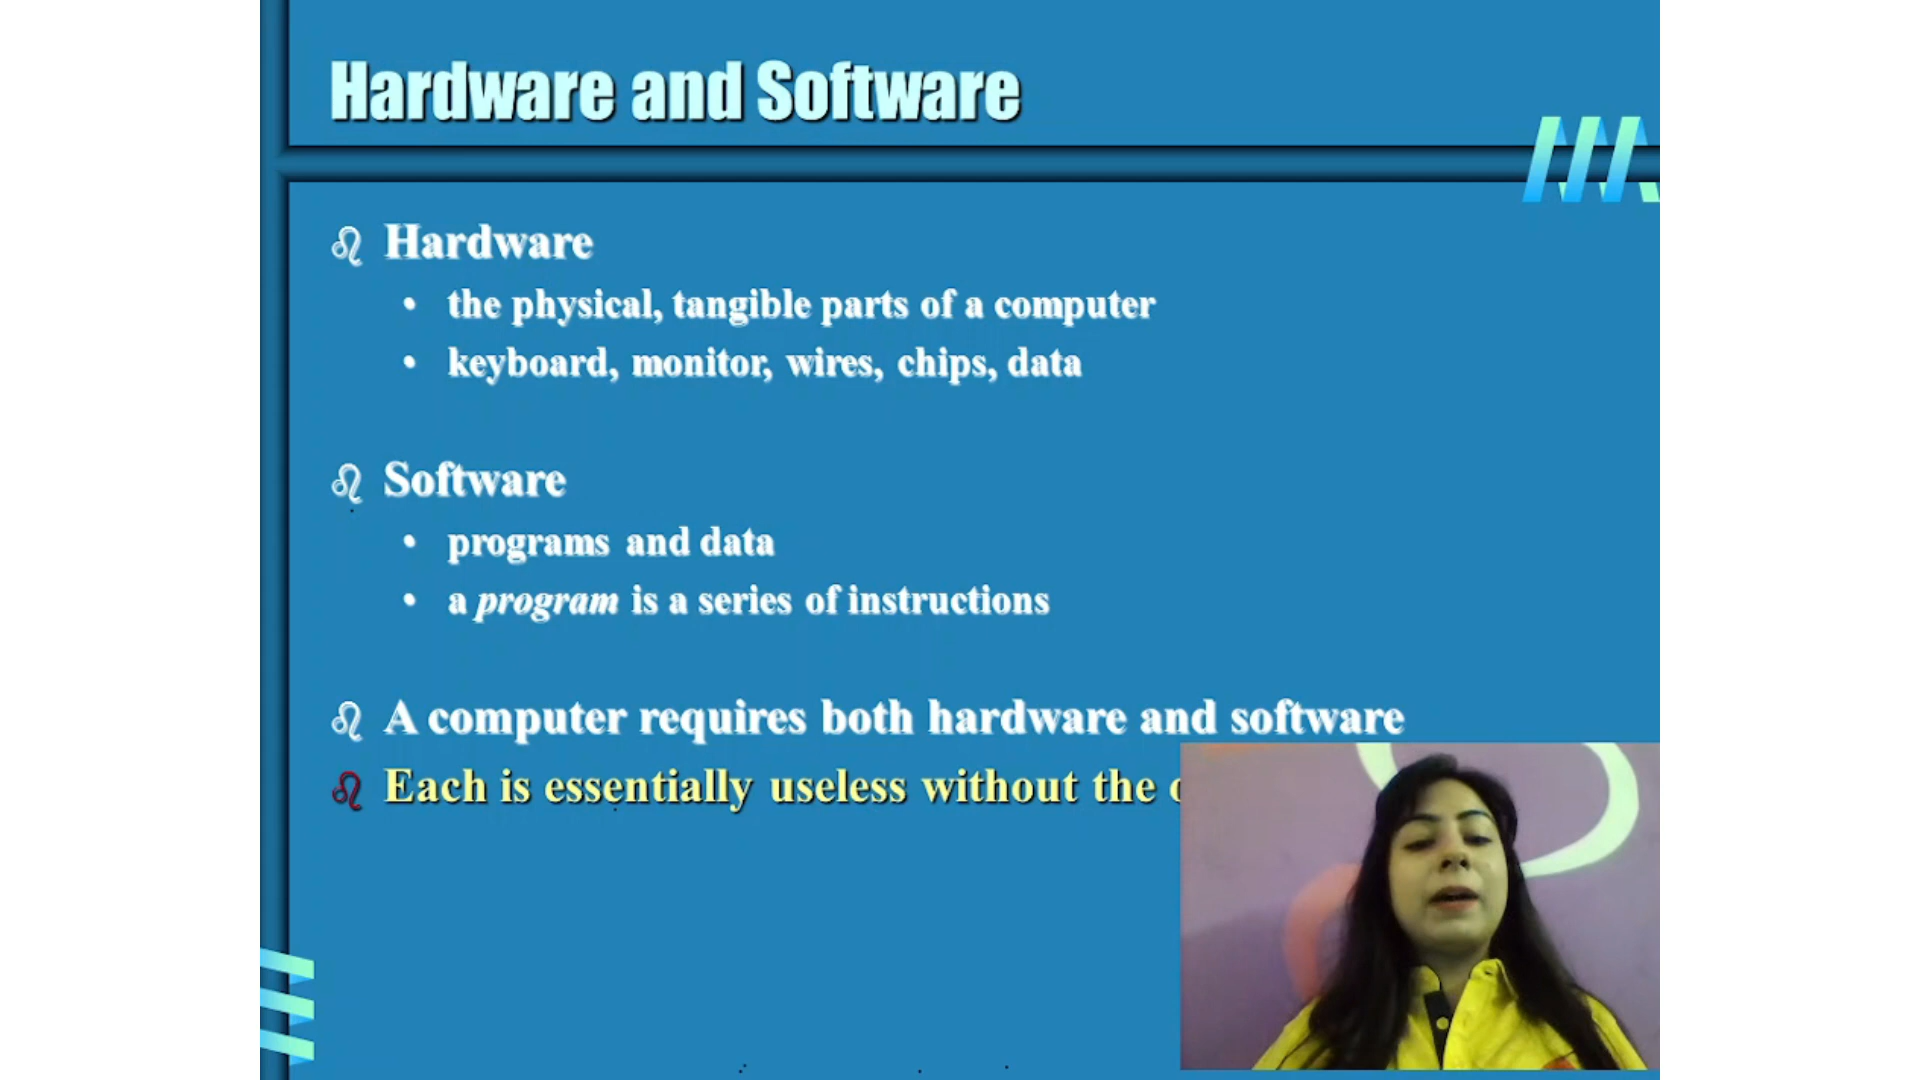 Hardware and Software
Hardware
• the physical, tangible parts of a computer
• keyboard, monitor, wires, chips, data
Software
• programs and data
• a program is a series of instructions
A computer requires both hardware and software
Each is essentially useless without the